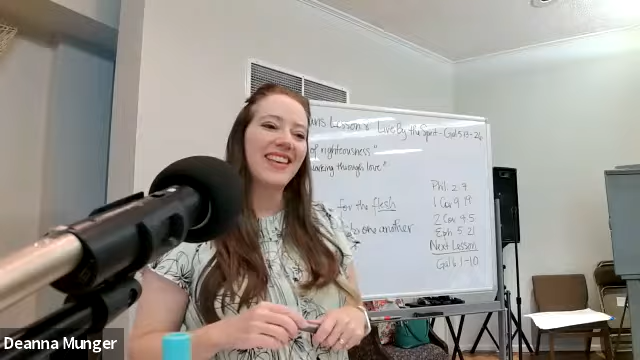 Lesson 8 Live By the Spirit - Gal 5 13-26
of righteousness"
working through love"
for the flesh
one another
Phil 2 7
1 Cor 9 19
2 Cor 4 5
Eph 5 21
Next Lesson
Gal 6 1-10
Deanna Munger